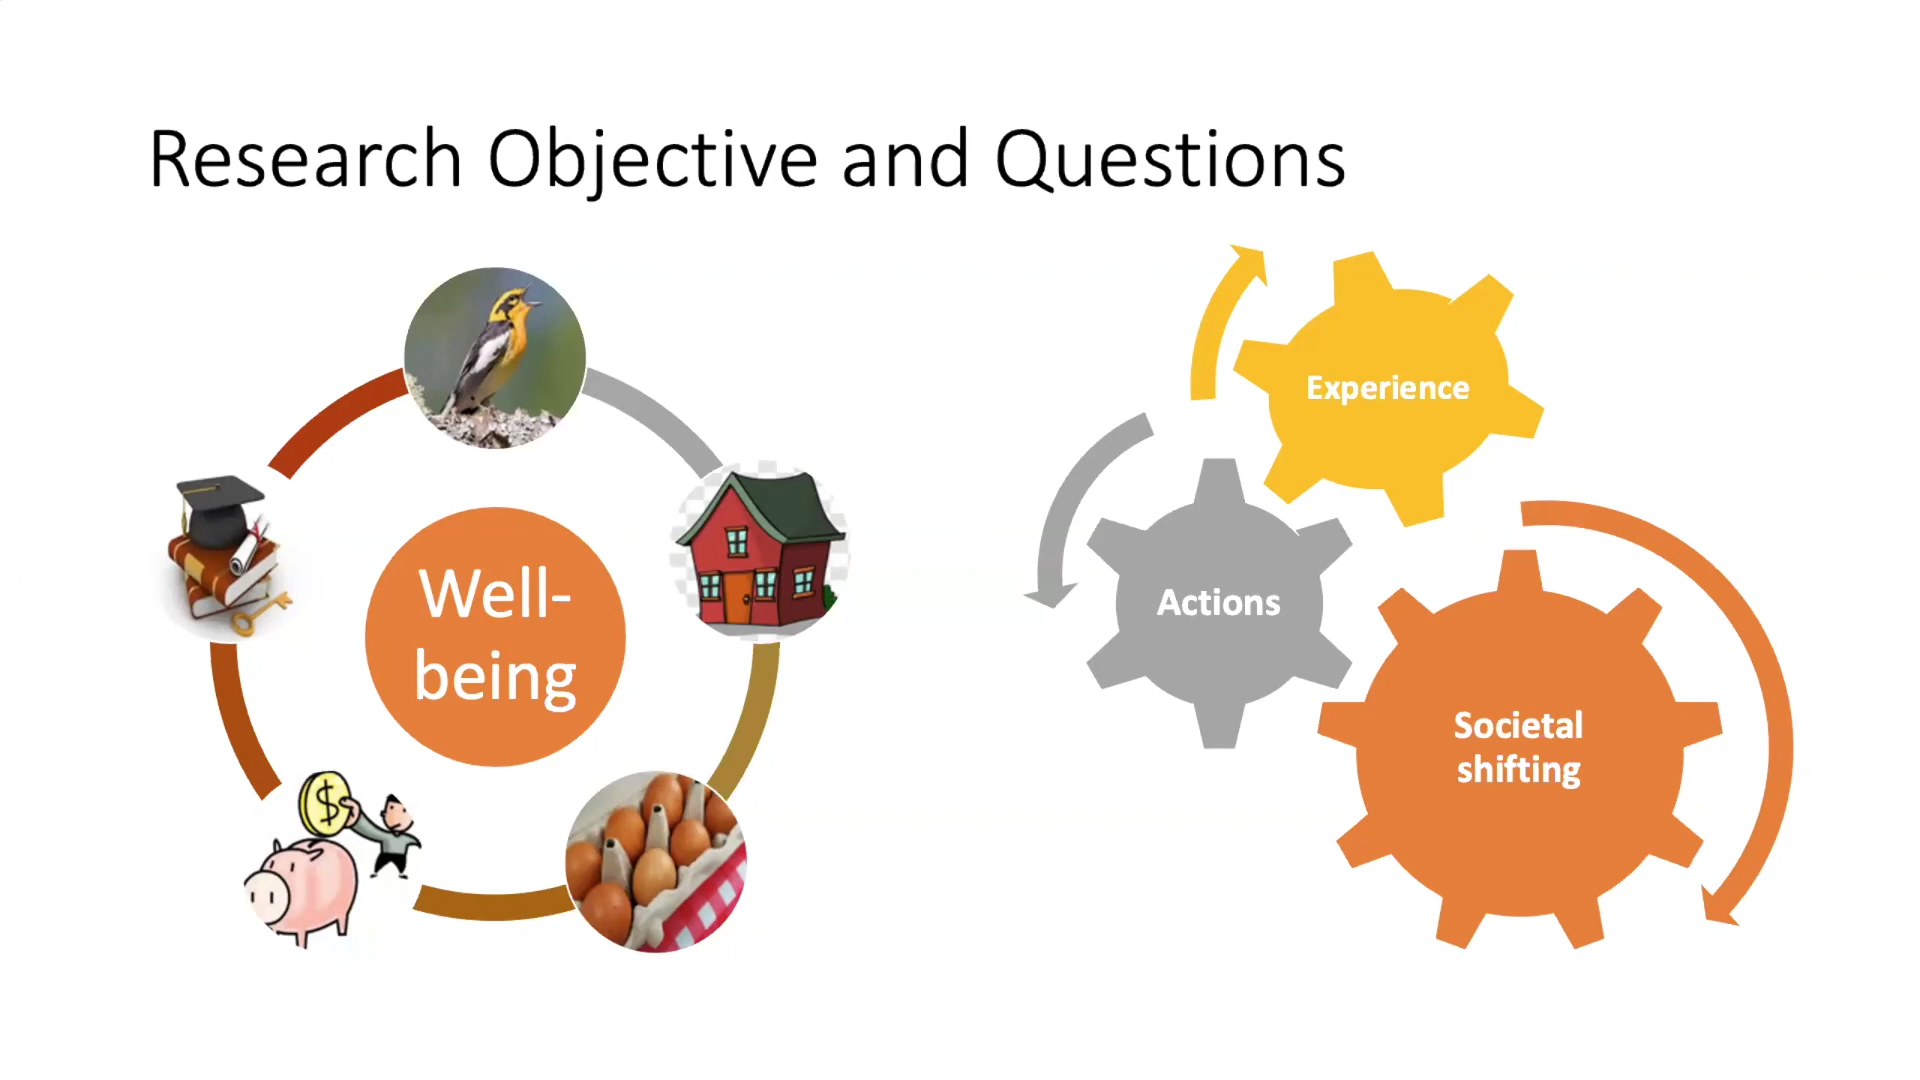 Research Objective and Questions
Well-
being
$
Experience
Actions
Societal
shifting